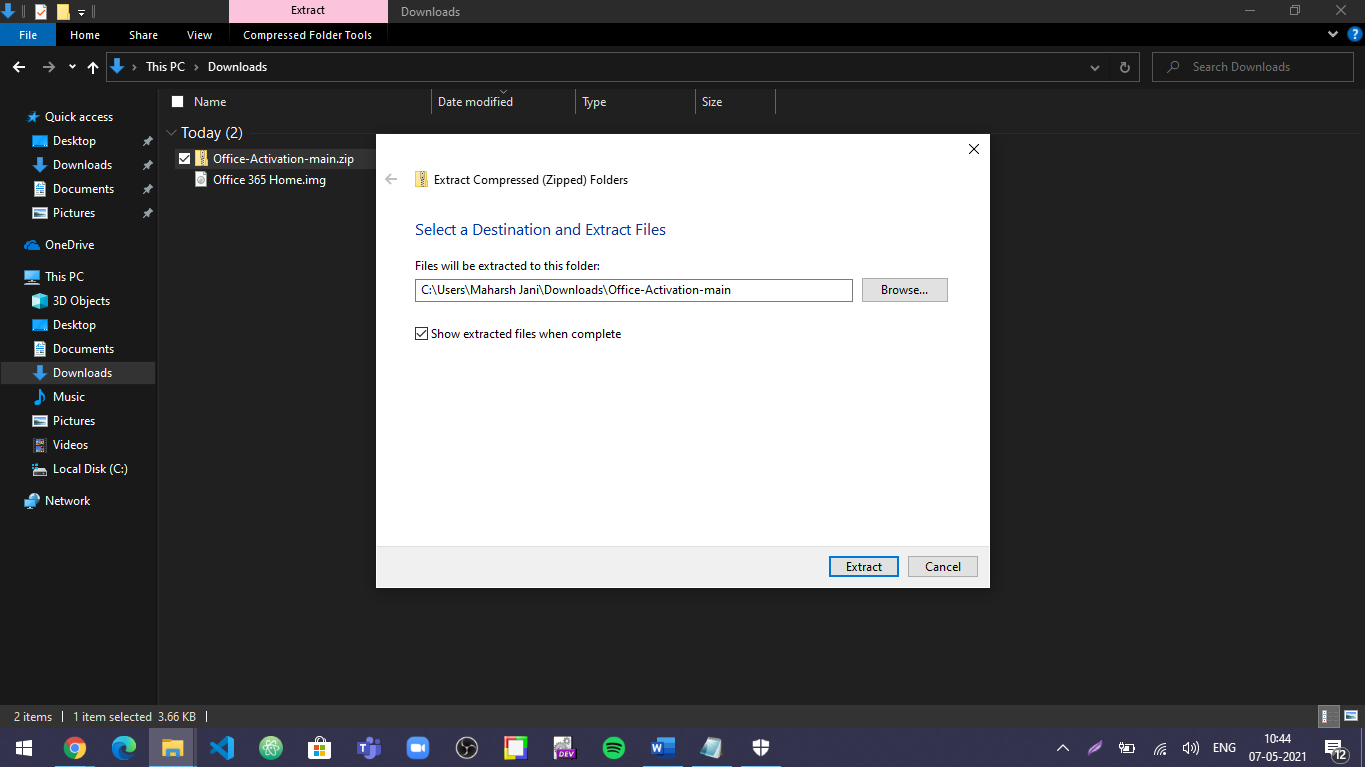 Extract
Downloads
File Home Share View Compressed Folder Tools
This PC Downloads
Search Downloads
Name Date modified Type Size
Quick access
Desktop
Downloads
Documents
Pictures
OneDrive
This PC
3D Objects
Desktop
Documents
Downloads
Music
Pictures
Videos
Local Disk (C:)
Network
Today (2)
Office-Activation-main.zip
Office 365 Home.img
Extract Compressed (Zipped) Folders
Select a Destination and Extract Files
Files will be extracted to this folder:
C:\Users\Maharsh Jani\Downloads\Office-Activation-main
Browse...
Show extracted files when complete
Extract Cancel
2 items 1 item selected 3.66 KB
DEV
W
ENG
10:44
07-05-2021
12